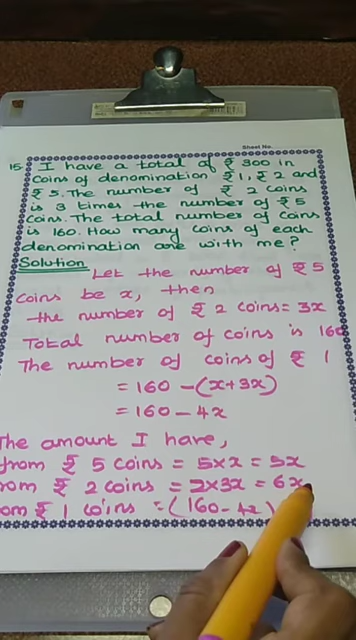 Sheet No.
15. I have a total of ₹ 300 in
coins of denomination ₹ 1, ₹ 2 and
₹ 5. The number of ₹ 2 coins
is 3 times the number of ₹ 5
coins. The total number of coins
is 160. How many coins of each
denomination are with me?
Solution
Let the number of ₹ 5
coins be x, then
the number of ₹ 2 coins = 3x
Total number of coins is 160
The number of coins of ₹ 1
= 160 - (x+3x)
= 160 - 4x
The amount I have,
from ₹ 5 coins = 5×x = 5x
rom ₹ 2 coins = 2×3x = 6x
om ₹ 1 coins = (160 - 4x)